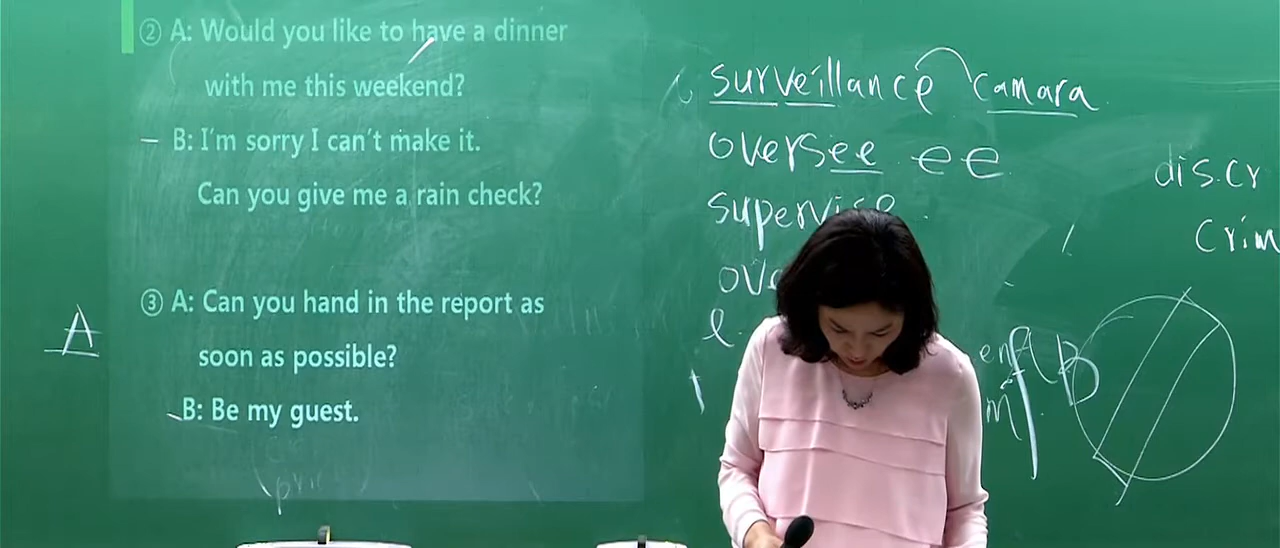 ② A: Would you like to have a dinner
with me this weekend?
B: I'm sorry I can't make it.
Can you give me a rain check?
③ A: Can you hand in the report as
soon as possible?
B: Be my guest.
A
surveillance camara
oversee ee
supervise
ove
l
discr
crim